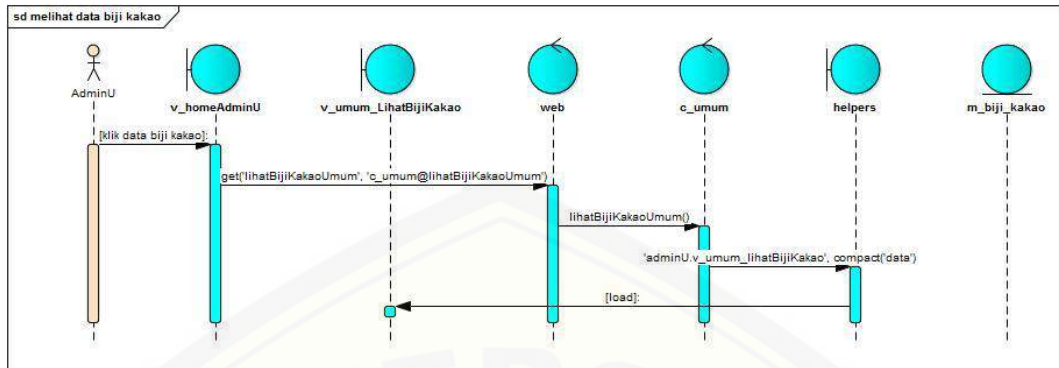 sd melihat data biji kakao
AdminU
v_homeAdminU
v_umum_LihatBijiKakao
web
c_umum
helpers
m_biji_kakao
[klik data biji kakao]:
get('lihatBijiKakaoUmum', 'c_umum@lihatBijiKakaoUmum')
lihatBijiKakaoUmum()
'adminU.v_umum_lihatBijiKakao', compact('data')
[load]: